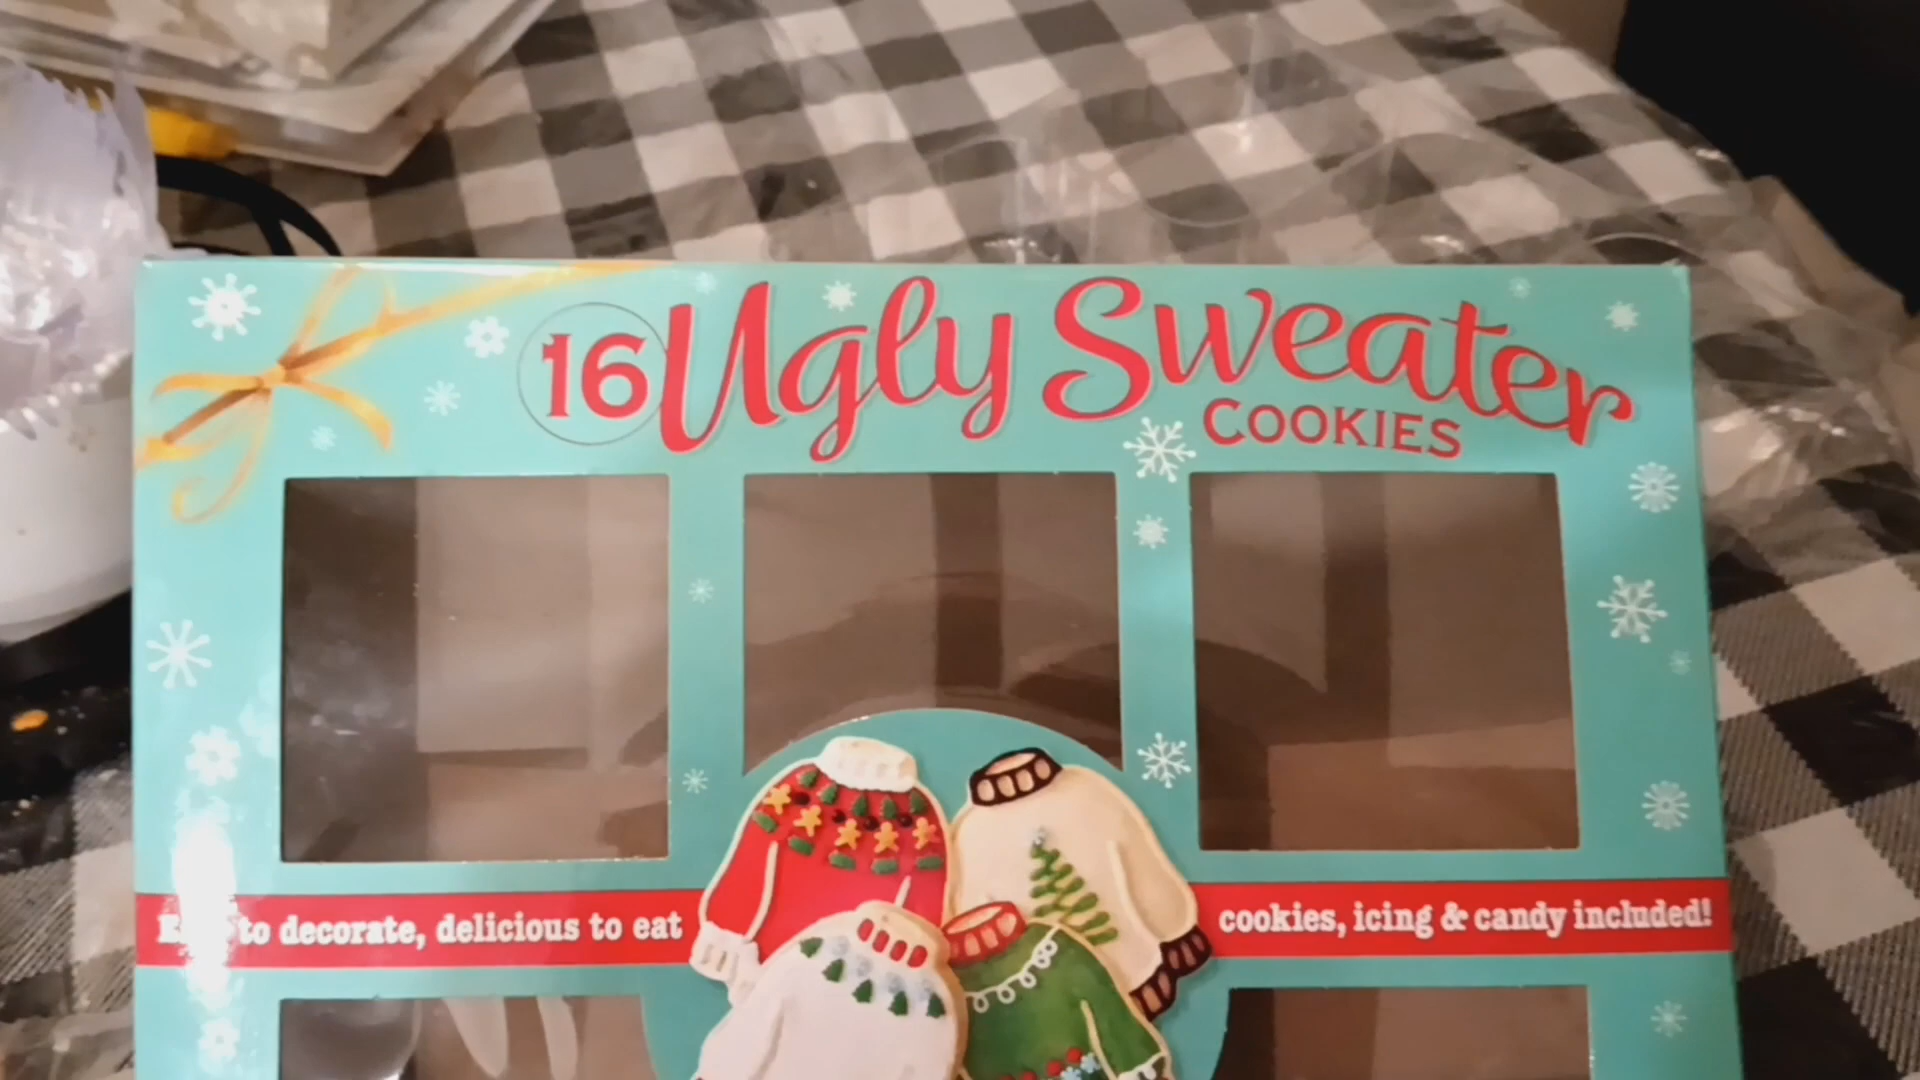 16 Ugly Sweater
COOKIES
to decorate, delicious to eat
cookies, icing & candy included!